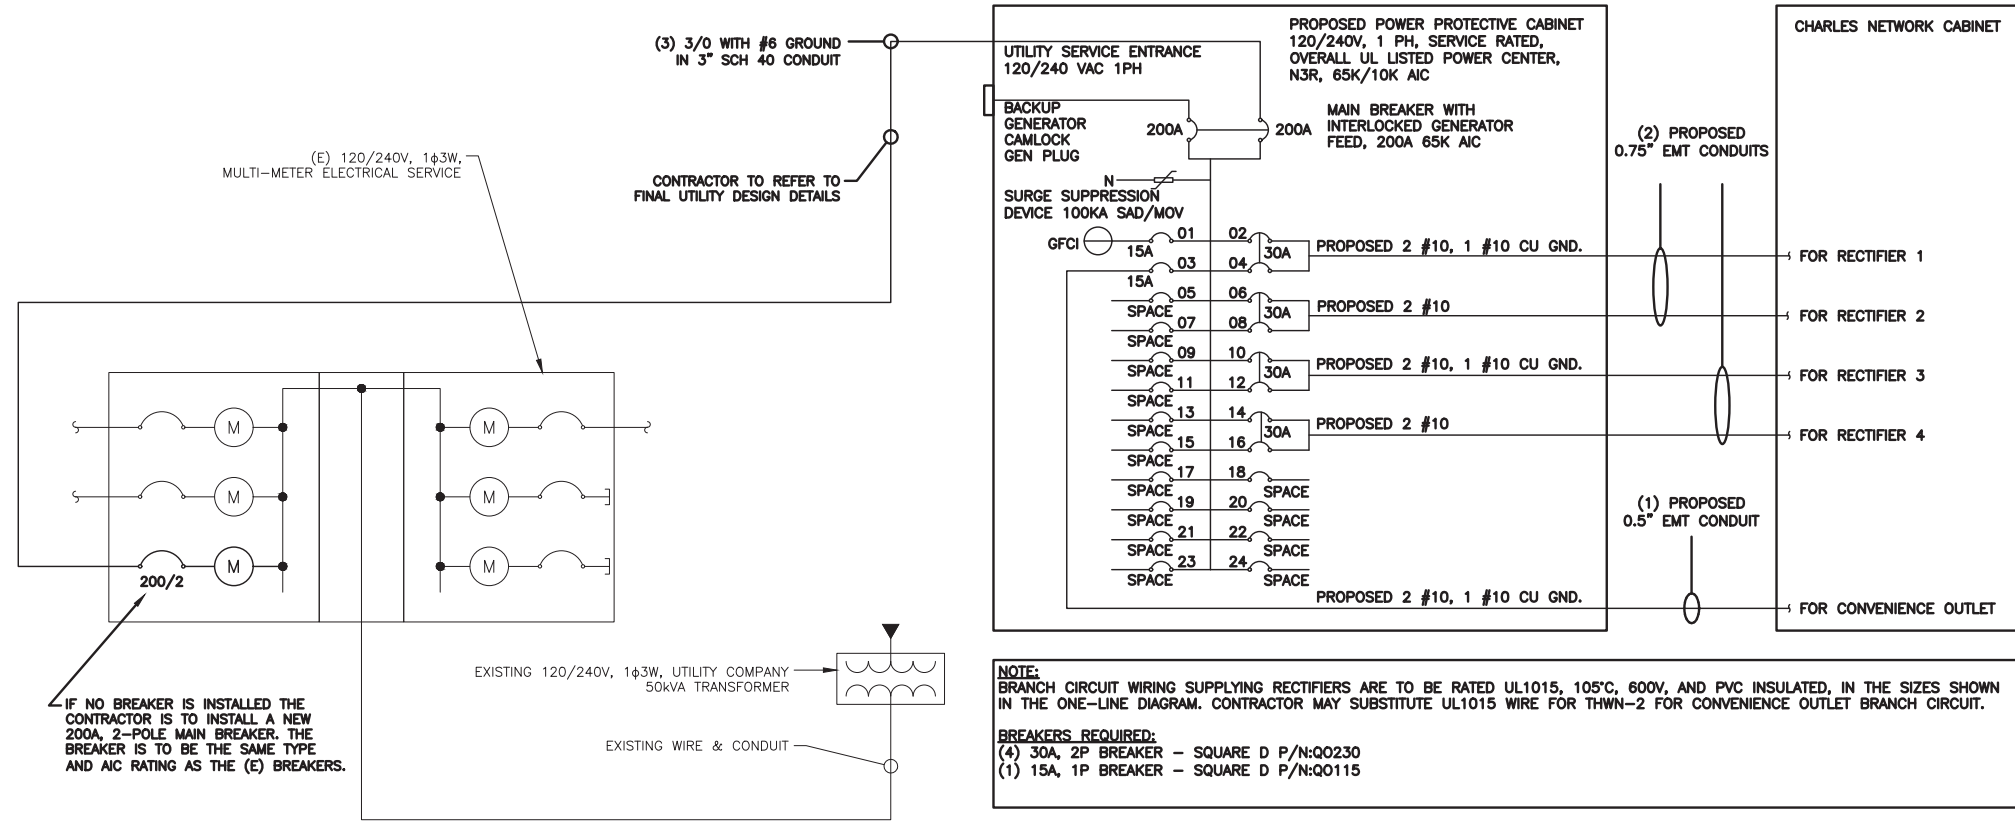 (3) 3/0 WITH #6 GROUND
IN 3" SCH 40 CONDUIT
CONTRACTOR TO REFER TO
FINAL UTILITY DESIGN DETAILS
(E) 120/240V, 1ϕ3W,
MULTI-METER ELECTRICAL SERVICE
M
M
M
M
M
M
200/2
IF NO BREAKER IS INSTALLED THE
CONTRACTOR IS TO INSTALL A NEW
200A, 2-POLE MAIN BREAKER. THE
BREAKER IS TO BE THE SAME TYPE
AND AIC RATING AS THE (E) BREAKERS.
EXISTING 120/240V, 1ϕ3W, UTILITY COMPANY
50kVA TRANSFORMER
EXISTING WIRE & CONDUIT
UTILITY SERVICE ENTRANCE
120/240 VAC 1PH
PROPOSED POWER PROTECTIVE CABINET
120/240V, 1 PH, SERVICE RATED,
OVERALL UL LISTED POWER CENTER,
N3R, 65K/10K AIC
BACKUP
GENERATOR
CAMLOCK
GEN PLUG
200A
200A
MAIN BREAKER WITH
INTERLOCKED GENERATOR
FEED, 200A 65K AIC
N
SURGE SUPPRESSION
DEVICE 100KA SAD/MOV
GFCI
01 02
15A 30A
03 04
15A
05 06
SPACE 30A
07 08
SPACE
09 10
SPACE 30A
11 12
SPACE
13 14
SPACE 30A
15 16
SPACE
17 18
SPACE SPACE
19 20
SPACE SPACE
21 22
SPACE SPACE
23 24
SPACE SPACE
PROPOSED 2 #10, 1 #10 CU GND.
PROPOSED 2 #10
PROPOSED 2 #10, 1 #10 CU GND.
PROPOSED 2 #10
PROPOSED 2 #10, 1 #10 CU GND.
(2) PROPOSED
0.75" EMT CONDUITS
(1) PROPOSED
0.5" EMT CONDUIT
CHARLES NETWORK CABINET
FOR RECTIFIER 1
FOR RECTIFIER 2
FOR RECTIFIER 3
FOR RECTIFIER 4
FOR CONVENIENCE OUTLET
NOTE:
BRANCH CIRCUIT WIRING SUPPLYING RECTIFIERS ARE TO BE RATED UL1015, 105°C, 600V, AND PVC INSULATED, IN THE SIZES SHOWN
IN THE ONE-LINE DIAGRAM. CONTRACTOR MAY SUBSTITUTE UL1015 WIRE FOR THWN-2 FOR CONVENIENCE OUTLET BRANCH CIRCUIT.
BREAKERS REQUIRED:
(4) 30A, 2P BREAKER - SQUARE D P/N:QO230
(1) 15A, 1P BREAKER - SQUARE D P/N:QO115